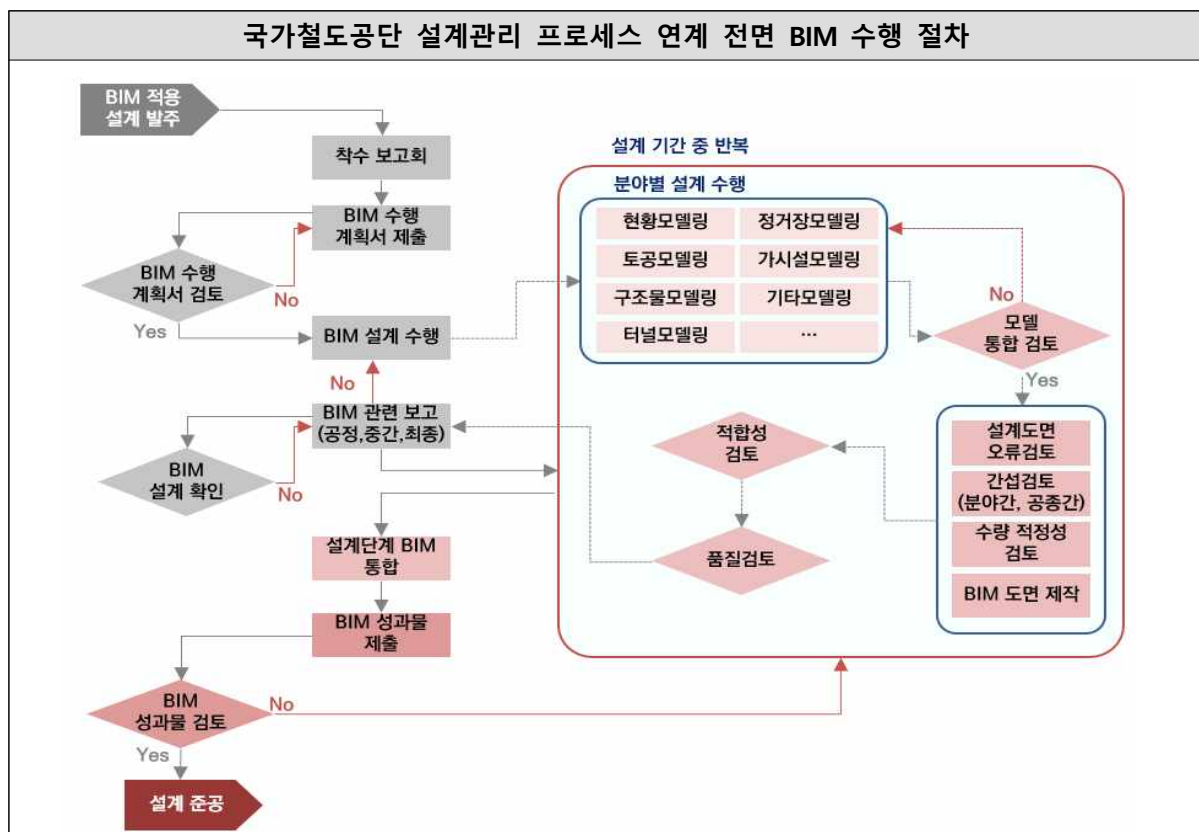 국가철도공단 설계관리 프로세스 연계 전면 BIM 수행 절차
BIM 적용
설계 발주
착수 보고회
BIM 수행
계획서 제출
BIM 수행
계획서 검토
No
Yes
BIM 설계 수행
No
BIM 관련 보고
(공정,중간,최종)
BIM
설계 확인
No
설계단계 BIM
통합
BIM 성과물
제출
BIM
성과물 검토
No
Yes
설계 준공
설계 기간 중 반복
분야별 설계 수행
현황모델링
정거장모델링
토공모델링
가시설모델링
구조물모델링
기타모델링
터널모델링
…
No
모델
통합 검토
Yes
설계도면
오류검토
간섭검토
(분야간, 공종간)
수량 적정성
검토
BIM 도면 제작
적합성
검토
품질검토